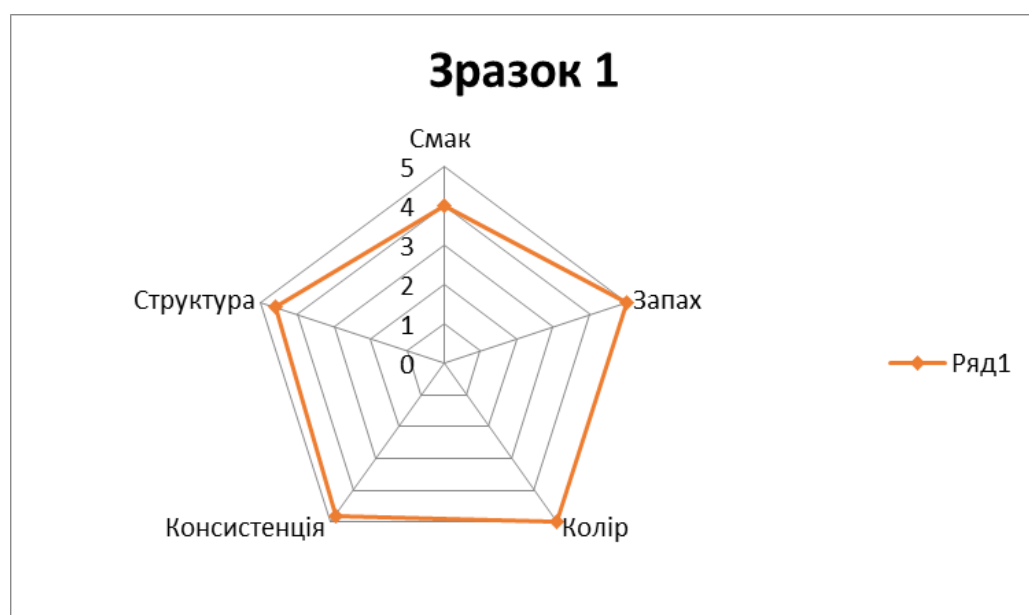 Зразок 1
Смак
5
4
3
2
1
0
Запах
Структура
Ряд1
Консистенція
Колір